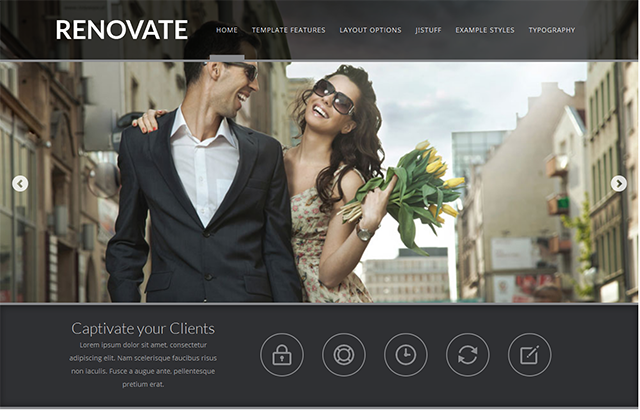 RENOVATE
HOME TEMPLATE FEATURES LAYOUT OPTIONS J!STUFF EXAMPLE STYLES TYPOGRAPHY
Captivate your Clients
Lorem ipsum dolor sit amet, consectetur
adipiscing elit. Nam scelerisque faucibus risus
non iaculis. Fusce a augue ante, pellentesque
pretium erat.